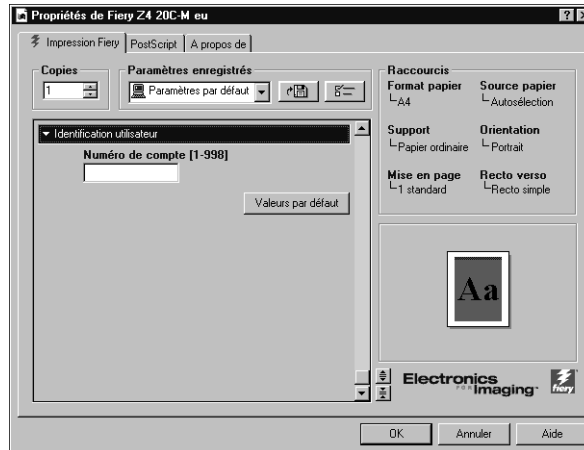 Propriétés de Fiery Z4 20C-M eu
Impression Fiery
PostScript
A propos de
Copies
1
Paramètres enregistrés
Paramètres par défaut
Identification utilisateur
Numéro de compte [1-998]
Valeurs par défaut
Raccourcis
Format papier
A4
Source papier
Autosélection
Support
Papier ordinaire
Orientation
Portrait
Mise en page
1 standard
Recto verso
Recto simple
Aa
Electronics
FOR Imaging
fiery
OK
Annuler
Aide